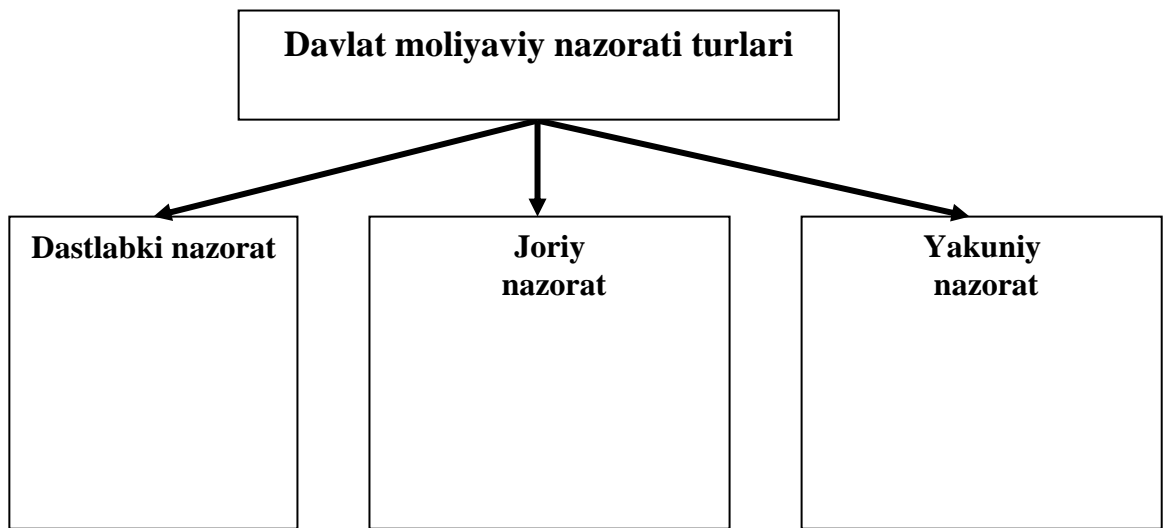 Davlat moliyaviy nazorati turlari
Dastlabki nazorat
Joriy
nazorat
Yakuniy
nazorat